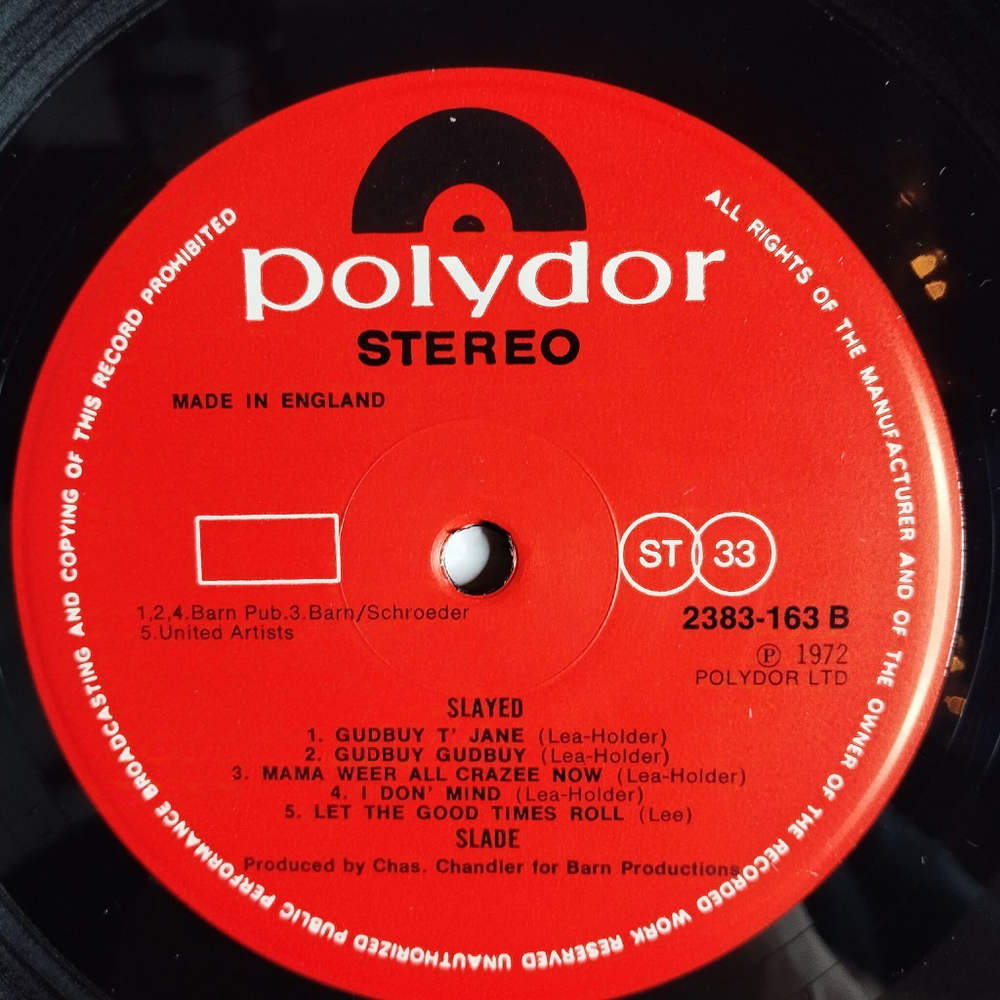 polydor
STEREO
MADE IN ENGLAND
ST 33
1,2,4.Barn Pub.3.Barn/Schroeder
5.United Artists
2383-163 B
Ⓟ 1972
POLYDOR LTD
SLAYED
1. GUDBUY T' JANE (Lea-Holder)
2. GUDBUY GUDBUY (Lea-Holder)
3. MAMA WEER ALL CRAZEE NOW (Lea-Holder)
4. I DON' MIND (Lea-Holder)
5. LET THE GOOD TIMES ROLL (Lee)
SLADE
Produced by Chas. Chandler for Barn Productions
ALL RIGHTS OF THE MANUFACTURER AND OF THE OWNER OF THE RECORDED WORK RESERVED UNAUTHORIZED PUBLIC PERFORMANCE BROADCASTING AND COPYING OF THIS RECORD PROHIBITED